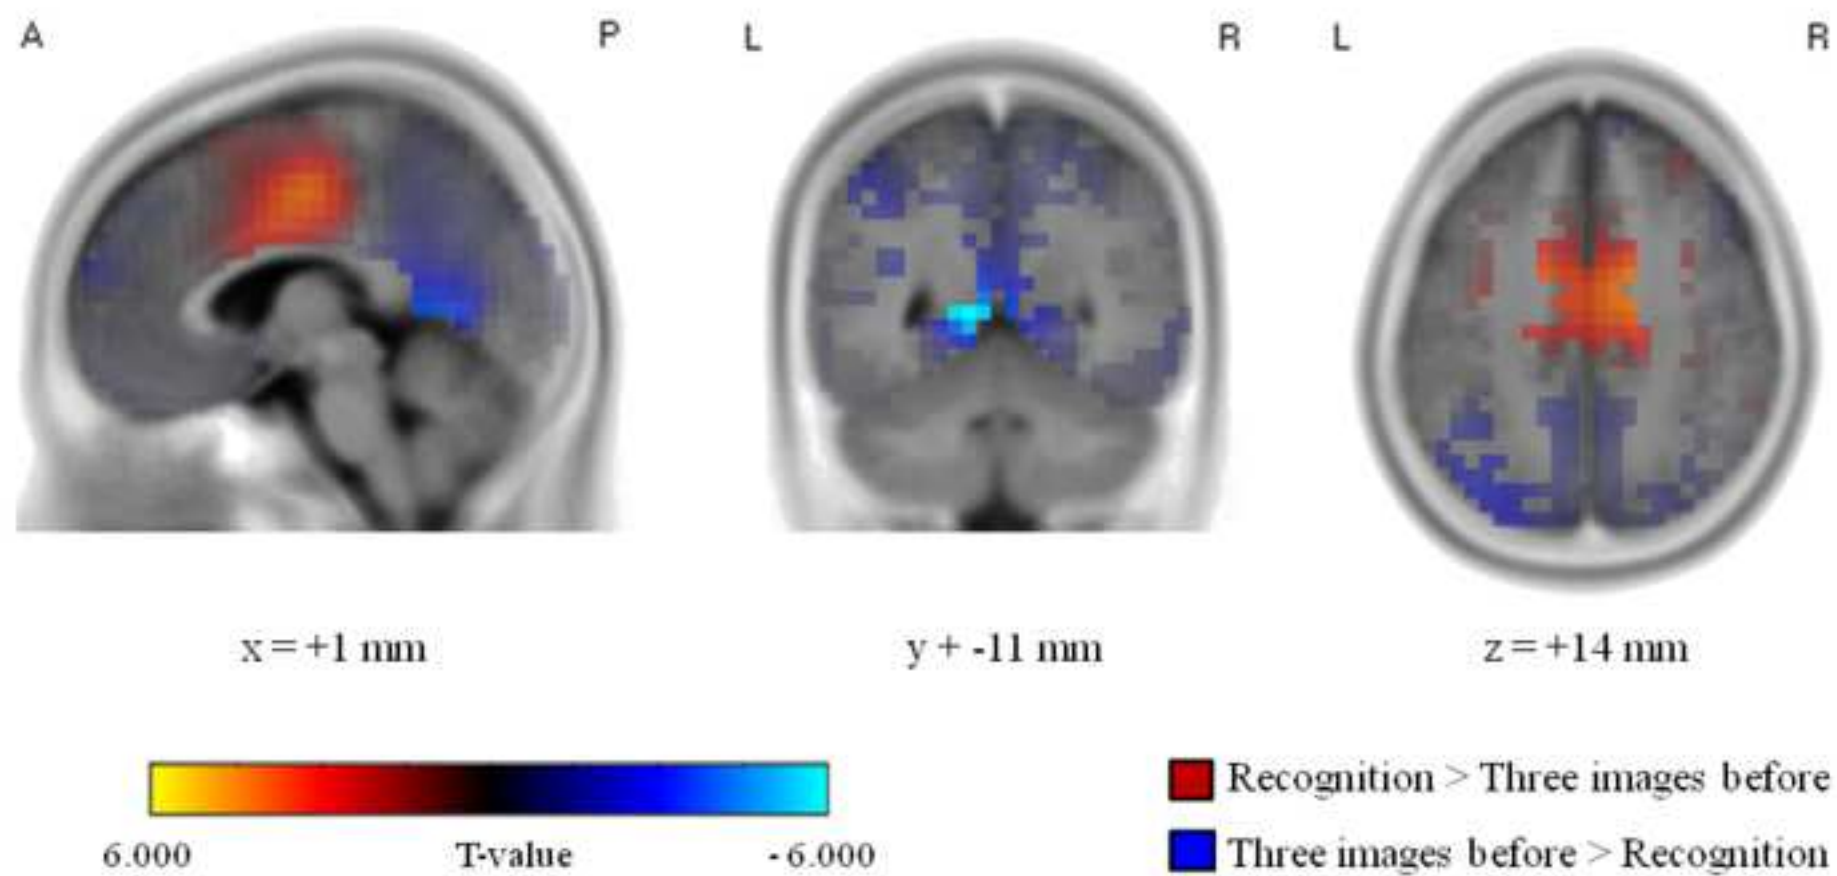 A P L R L R
x = +1 mm
y + -11 mm
z = +14 mm
6.000 T-value - 6.000
Recognition > Three images before
Three images before > Recognition